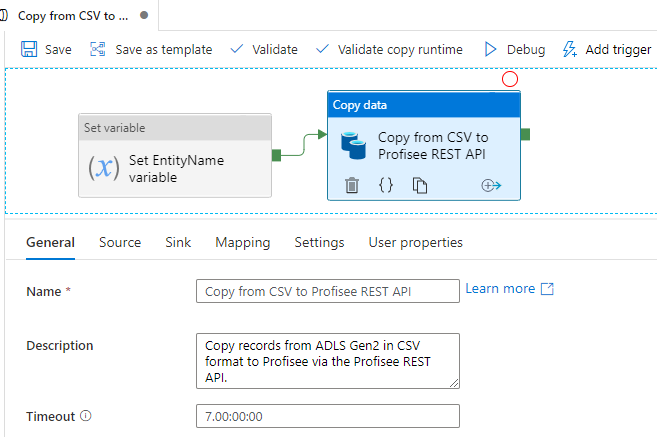 Copy from CSV to ...
Save
Save as template
Validate
Validate copy runtime
Debug
Add trigger
Set variable
(x)
Set EntityName
variable
Copy data
Copy from CSV to
Profisee REST API
{}
General
Source
Sink
Mapping
Settings
User properties
Name *
Copy from CSV to Profisee REST API
Learn more
Description
Copy records from ADLS Gen2 in CSV
format to Profisee via the Profisee REST
API.
Timeout
7.00:00:00